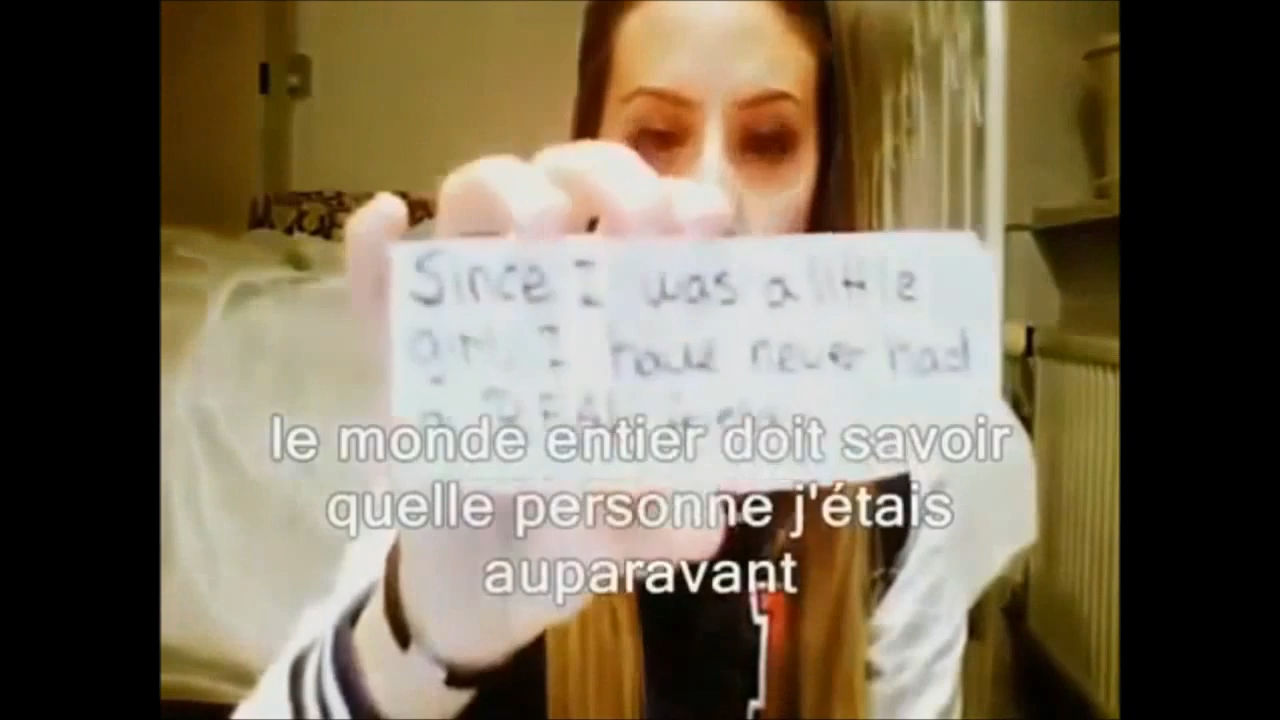 Since I was a little
girl I have never had
a REAL
le monde entier doit savoir
quelle personne j'étais
auparavant